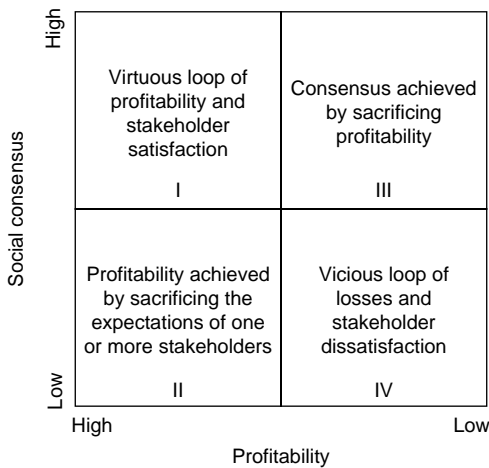 High
Social consensus
Low
Virtuous loop of
profitability and
stakeholder
satisfaction
I
Consensus achieved
by sacrificing
profitability
III
Profitability achieved
by sacrificing the
expectations of one
or more stakeholders
II
Vicious loop of
losses and
stakeholder
dissatisfaction
IV
High
Low
Profitability